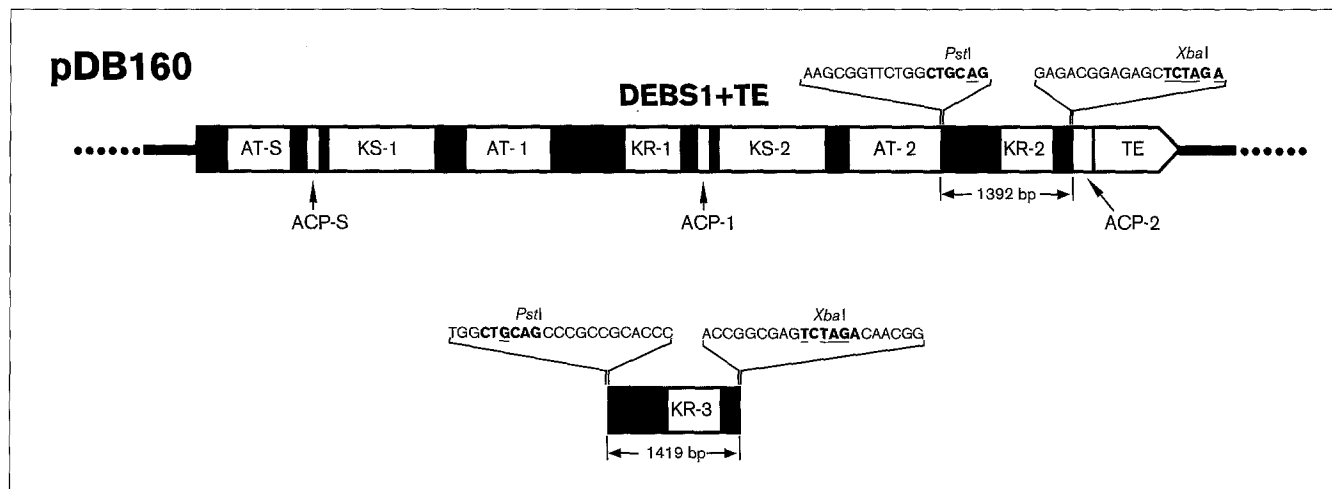 pDB160
PstI
XbaI
AAGCGGTTCTGGCTGCAG
GAGACGGAGAGCTCTAGA
DEBS1+TE
AT-S
KS-1
AT-1
KR-1
KS-2
AT-2
KR-2
TE
1392 bp
ACP-S
ACP-1
ACP-2
PstI
XbaI
TGGCTGCAGCCCGCCGCACCC
ACCGGCGAGTCTAGACAACGG
KR-3
1419 bp